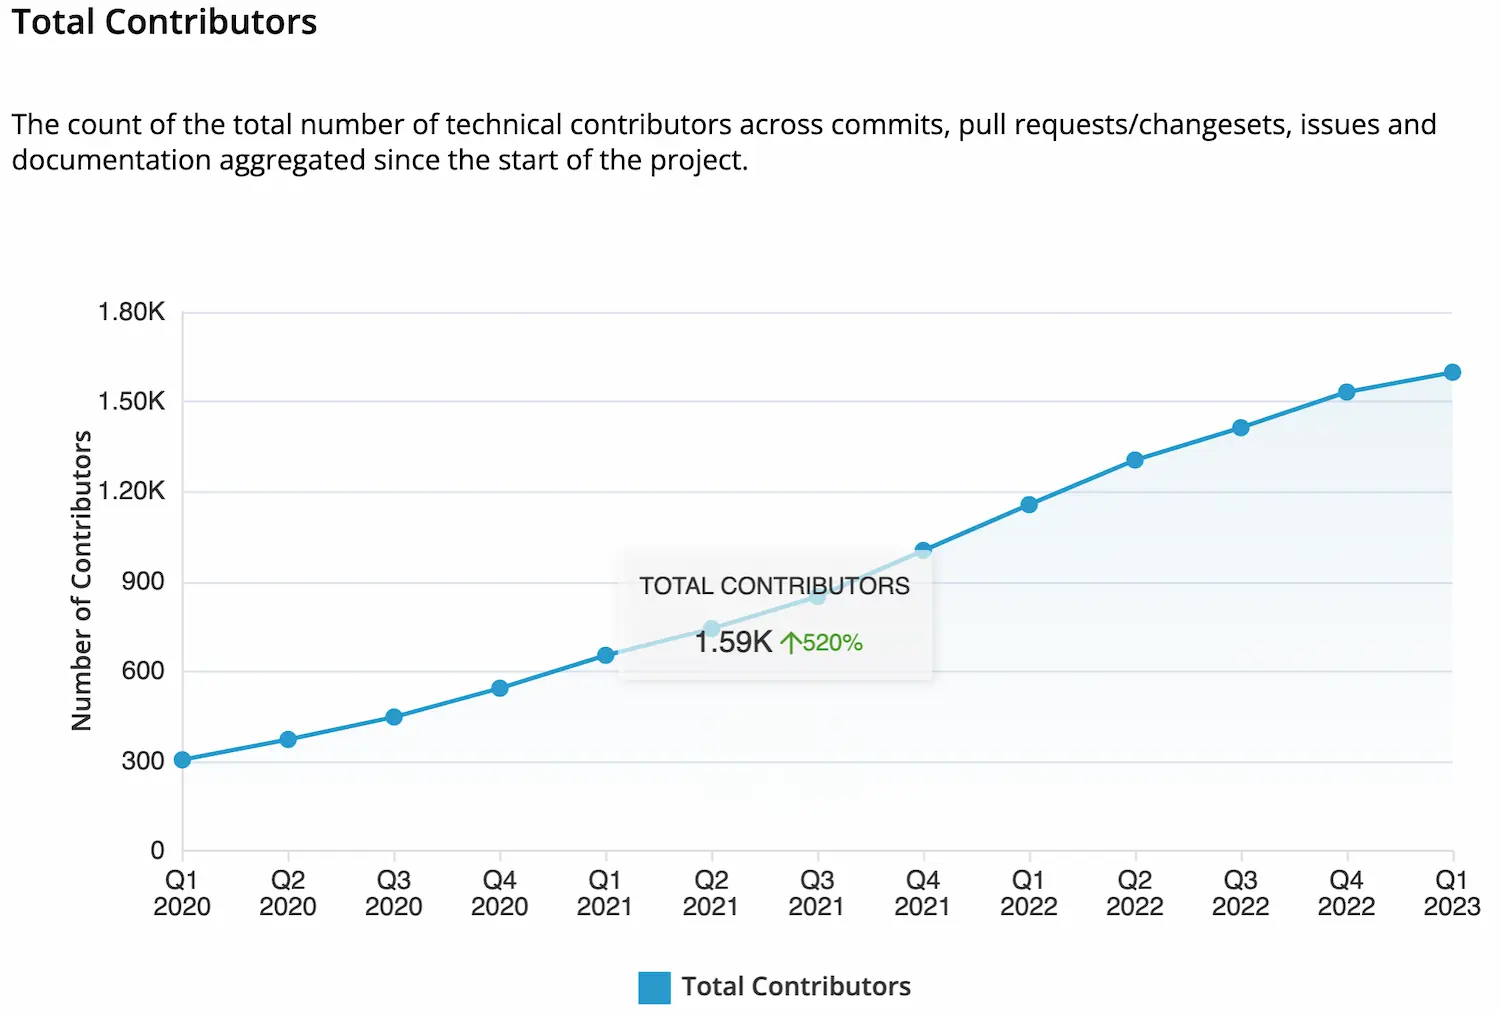 Total Contributors
The count of the total number of technical contributors across commits, pull requests/changesets, issues and
documentation aggregated since the start of the project.
Number of Contributors
1.80K
1.50K
1.20K
900
600
300
0
TOTAL CONTRIBUTORS
1.59K ↑520%
Q1 Q2 Q3 Q4 Q1 Q2 Q3 Q4 Q1 Q2 Q3 Q4 Q1
2020 2020 2020 2020 2021 2021 2021 2021 2022 2022 2022 2022 2023
Total Contributors